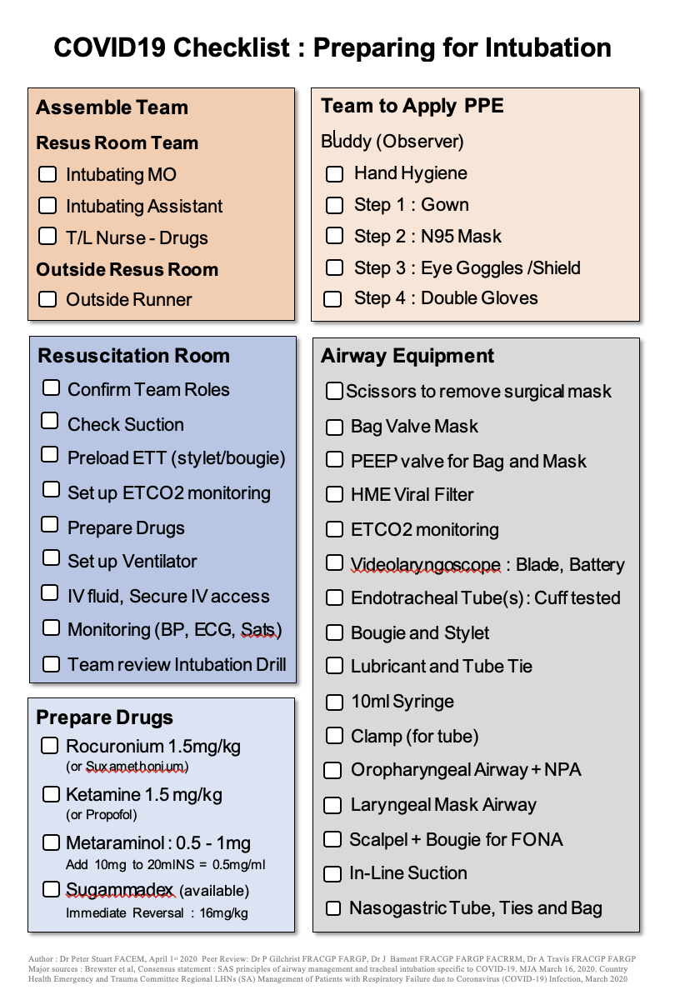 COVID19 Checklist : Preparing for Intubation
Assemble Team
Resus Room Team
Intubating MO
Intubating Assistant
T/L Nurse - Drugs
Outside Resus Room
Outside Runner
Team to Apply PPE
Buddy (Observer)
Hand Hygiene
Step 1 : Gown
Step 2 : N95 Mask
Step 3 : Eye Goggles /Shield
Step 4 : Double Gloves
Resuscitation Room
Confirm Team Roles
Check Suction
Preload ETT (stylet/bougie)
Set up ETCO2 monitoring
Prepare Drugs
Set up Ventilator
IV fluid, Secure IV access
Monitoring (BP, ECG, Sats)
Team review Intubation Drill
Airway Equipment
Scissors to remove surgical mask
Bag Valve Mask
PEEP valve for Bag and Mask
HME Viral Filter
ETCO2 monitoring
Videolaryngoscope : Blade, Battery
Endotracheal Tube(s) : Cuff tested
Bougie and Stylet
Lubricant and Tube Tie
10ml Syringe
Clamp (for tube)
Oropharyngeal Airway + NPA
Laryngeal Mask Airway
Scalpel + Bougie for FONA
In-Line Suction
Nasogastric Tube, Ties and Bag
Prepare Drugs
Rocuronium 1.5mg/kg
(or Suxamethonium)
Ketamine 1.5 mg/kg
(or Propofol)
Metaraminol : 0.5 - 1mg
Add 10mg to 20mlNS = 0.5mg/ml
Sugammadex (available)
Immediate Reversal : 16mg/kg
Author : Dr Peter Stuart FACEM, April 1st 2020 Peer Review: Dr P Gilchrist FRACGP FARGP, Dr J Bament FRACGP FARGP FACRRM, Dr A Travis FRACGP FARGP
Major sources : Brewster et al, Consensus statement : SAS principles of airway management and tracheal intubation specific to COVID-19. MJA March 16, 2020. Country
Health Emergency and Trauma Committee Regional LHNs (SA) Management of Patients with Respiratory Failure due to Coronavirus (COVID-19) Infection, March 2020